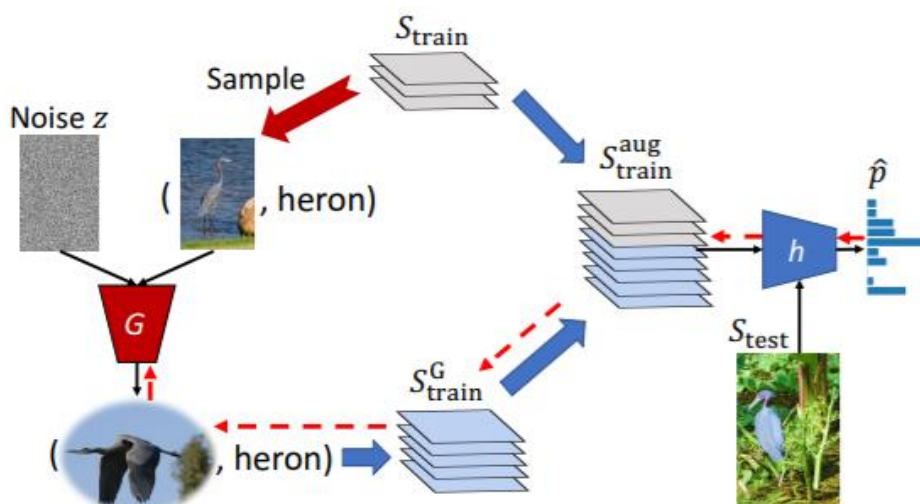 S_train
Sample
Noise z
( , heron)
S_train^aug
p̂
G
h
S_test
S_train^G
( , heron)